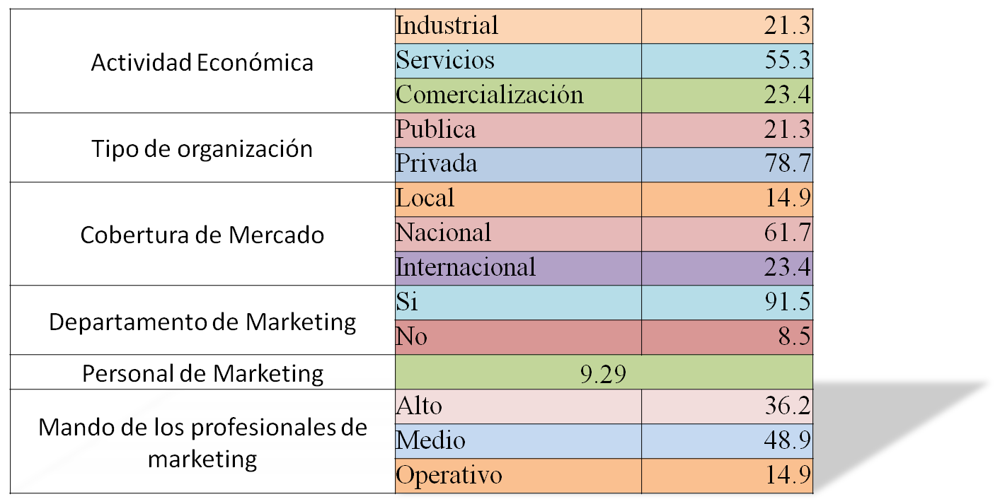 Actividad Económica
Industrial 21.3
Servicios 55.3
Comercialización 23.4
Tipo de organización
Publica 21.3
Privada 78.7
Cobertura de Mercado
Local 14.9
Nacional 61.7
Internacional 23.4
Departamento de Marketing
Si 91.5
No 8.5
Personal de Marketing 9.29
Mando de los profesionales de
marketing
Alto 36.2
Medio 48.9
Operativo 14.9